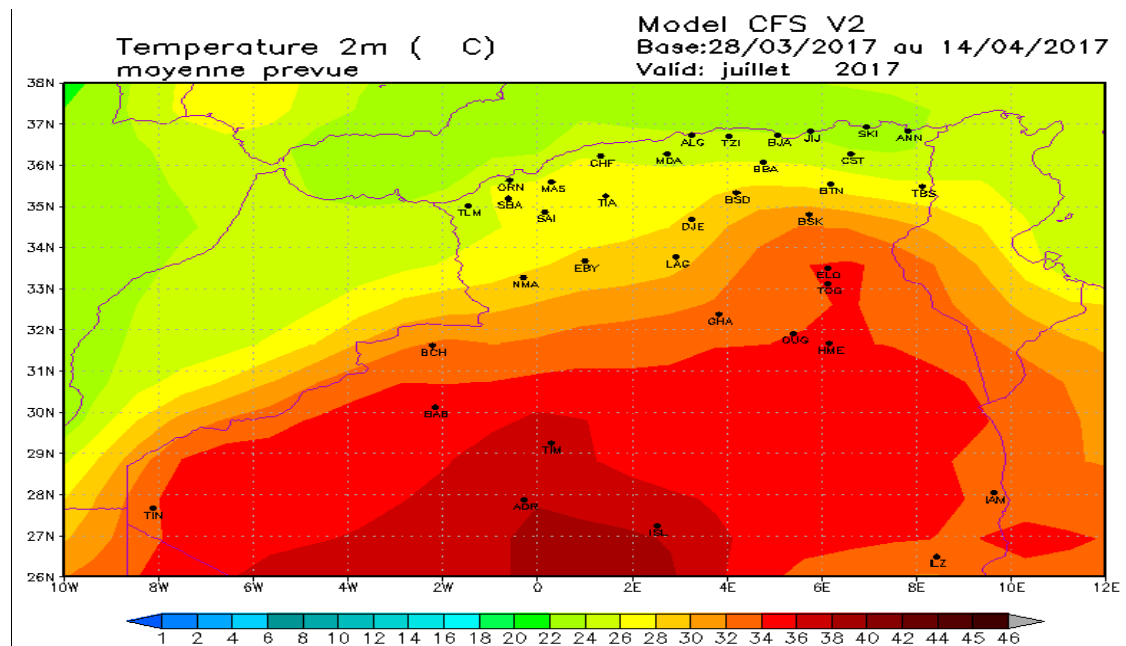 Temperature 2m ( C)
moyenne prevue
Model CFS V2
Base:28/03/2017 au 14/04/2017
Valid: juillet 2017
38N
37N
36N
35N
34N
33N
32N
31N
30N
29N
28N
27N
26N
ALG
TZI
BJA
JIJ
SKI
ANN
CHF
MDA
BBA
CST
ORN
MAS
SBA
TIA
BSD
BTN
TBS
TLM
SAI
DJE
BSK
NMA
EBY
LAG
ELO
TOG
GHA
OUG
HME
BCH
BAB
TIM
TIN
ADR
ISL
IAM
ILZ
10W 8W 6W 4W 2W 0 2E 4E 6E 8E 10E 12E
1 2 4 6 8 10 12 14 16 18 20 22 24 26 28 30 32 34 36 38 40 42 44 45 46